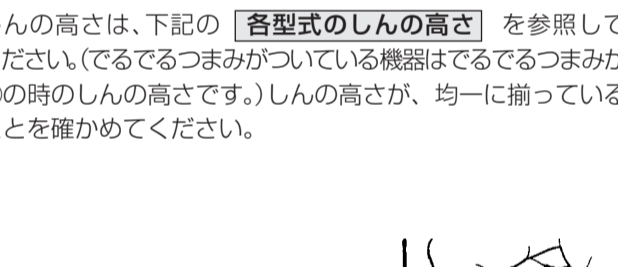 んの高さは、下記の 各型式のしんの高さ を参照して
ださい。(でるでるつまみがついている機器はでるでるつまみが
の時のしんの高さです。)しんの高さが、均一に揃っている
とを確かめてください。